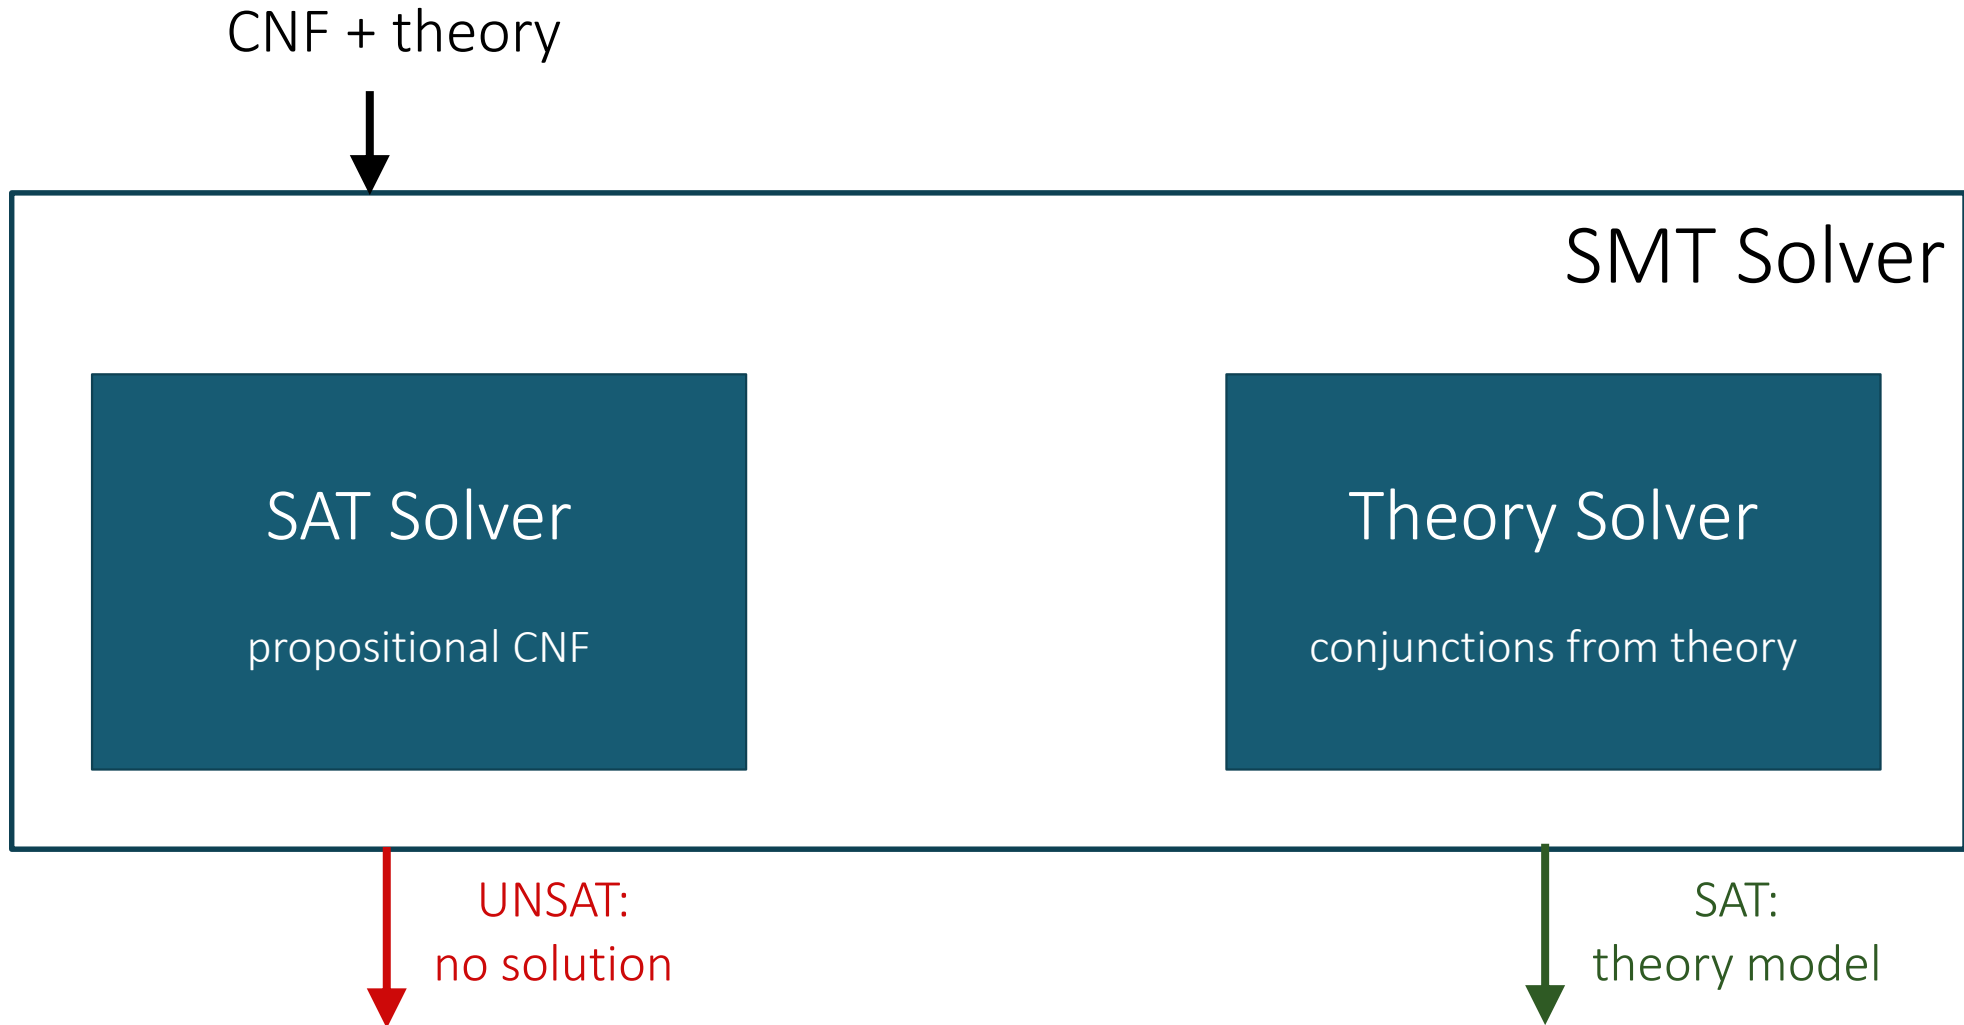 CNF + theory
SMT Solver
SAT Solver
propositional CNF
Theory Solver
conjunctions from theory
UNSAT:
no solution
SAT:
theory model